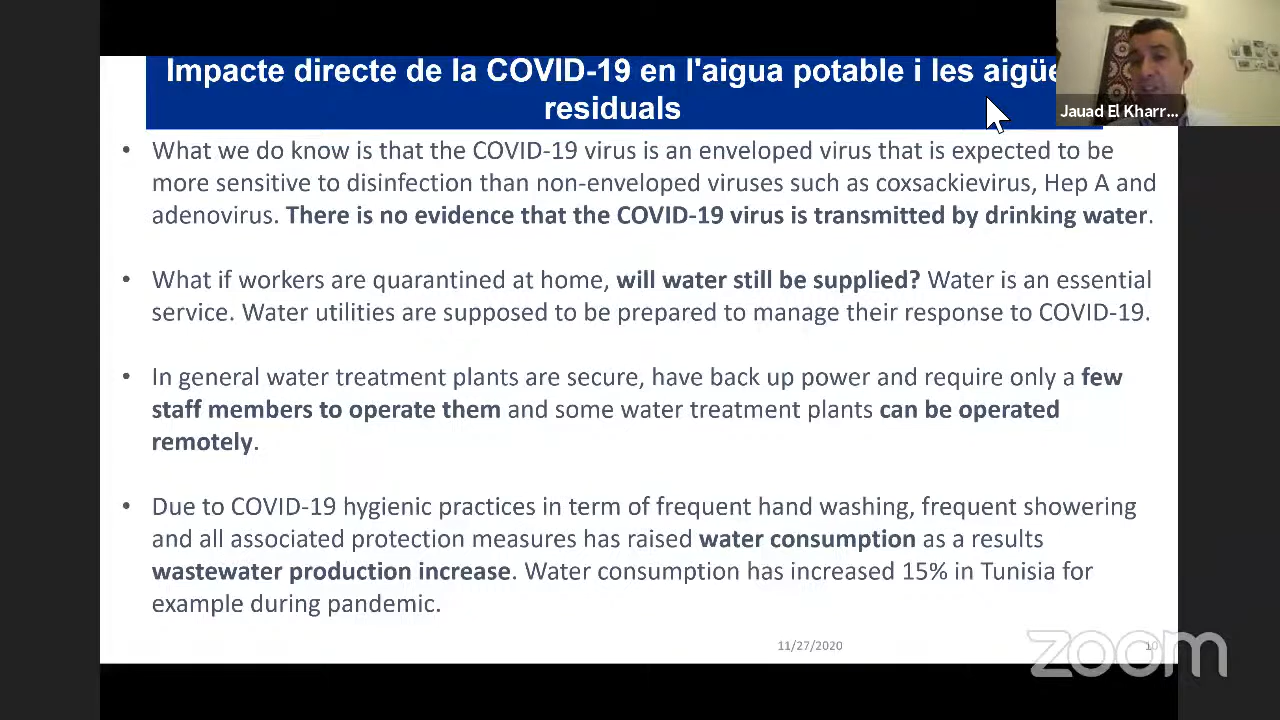 Impacte directe de la COVID-19 en l'aigua potable i les aigüe
residuals
Jauad El Kharr...
• What we do know is that the COVID-19 virus is an enveloped virus that is expected to be
more sensitive to disinfection than non-enveloped viruses such as coxsackievirus, Hep A and
adenovirus. There is no evidence that the COVID-19 virus is transmitted by drinking water.
• What if workers are quarantined at home, will water still be supplied? Water is an essential
service. Water utilities are supposed to be prepared to manage their response to COVID-19.
• In general water treatment plants are secure, have back up power and require only a few
staff members to operate them and some water treatment plants can be operated
remotely.
• Due to COVID-19 hygienic practices in term of frequent hand washing, frequent showering
and all associated protection measures has raised water consumption as a results
wastewater production increase. Water consumption has increased 15% in Tunisia for
example during pandemic.
11/27/2020
10
zoom